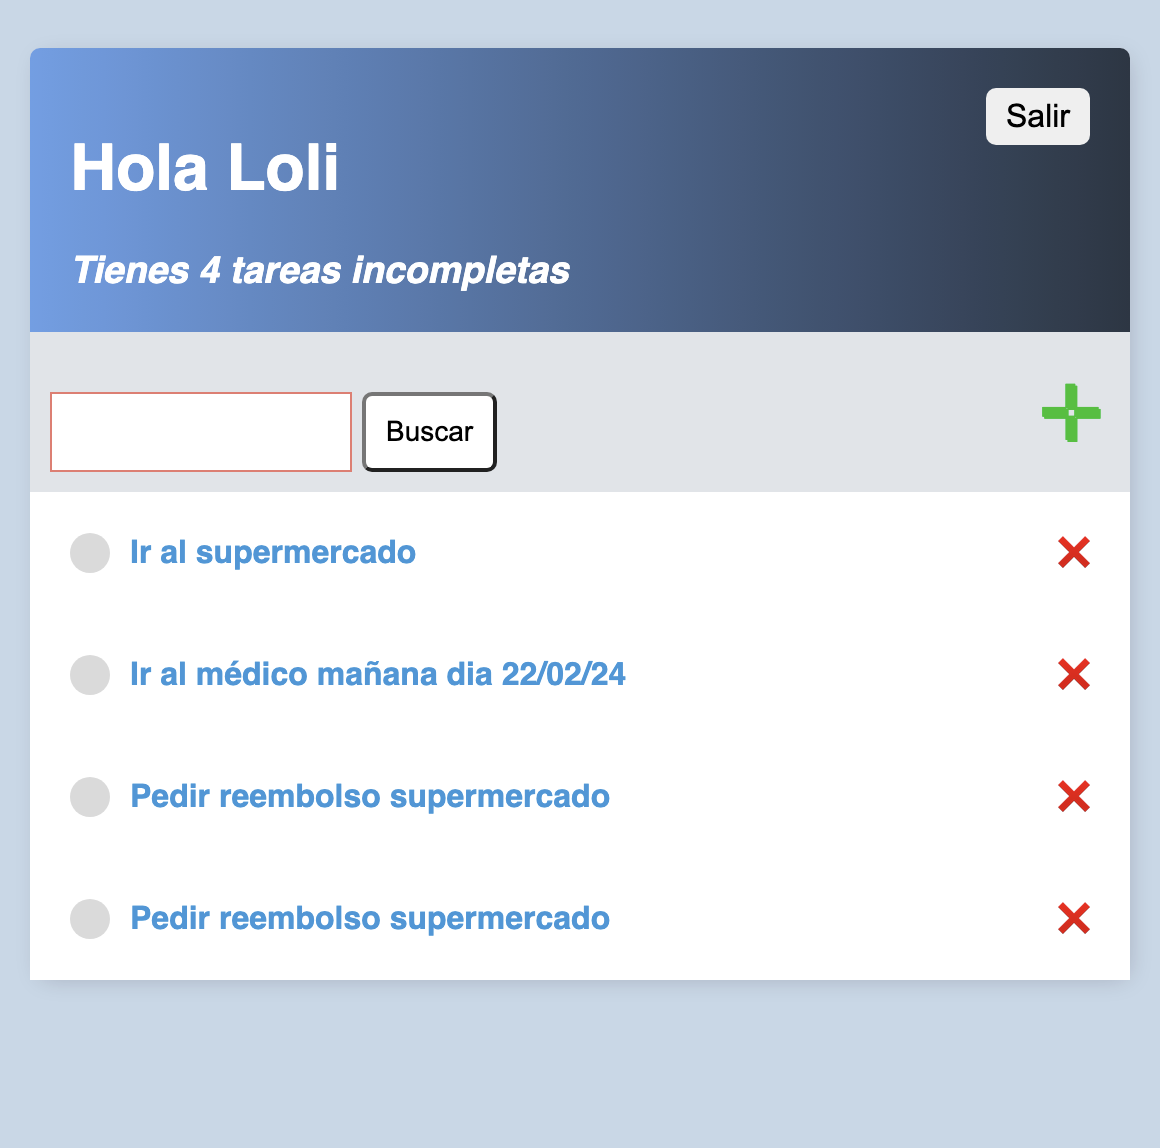 Salir
Hola Loli
Tienes 4 tareas incompletas
Buscar
Ir al supermercado
Ir al médico mañana dia 22/02/24
Pedir reembolso supermercado
Pedir reembolso supermercado